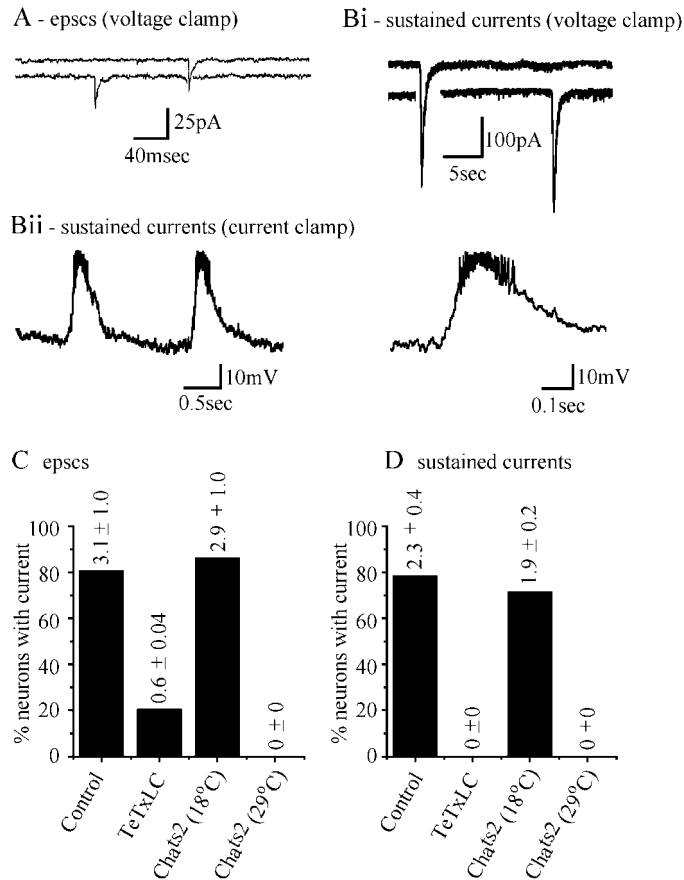 A - epscs (voltage clamp)
Bi - sustained currents (voltage clamp)
25pA
40msec
100pA
5sec
Bii - sustained currents (current clamp)
10mV
0.5sec
10mV
0.1sec
C epscs
% neurons with current
100
80
60
40
20
0
3.1 ± 1.0
0.6 ± 0.04
2.9 + 1.0
0 ± 0
Control
TeTxLC
Chats2 (18°C)
Chats2 (29°C)
D sustained currents
% neurons with current
100
80
60
40
20
0
2.3 + 0.4
0 ± 0
1.9 ± 0.2
0 + 0
Control
TeTxLC
Chats2 (18°C)
Chats2 (29°C)